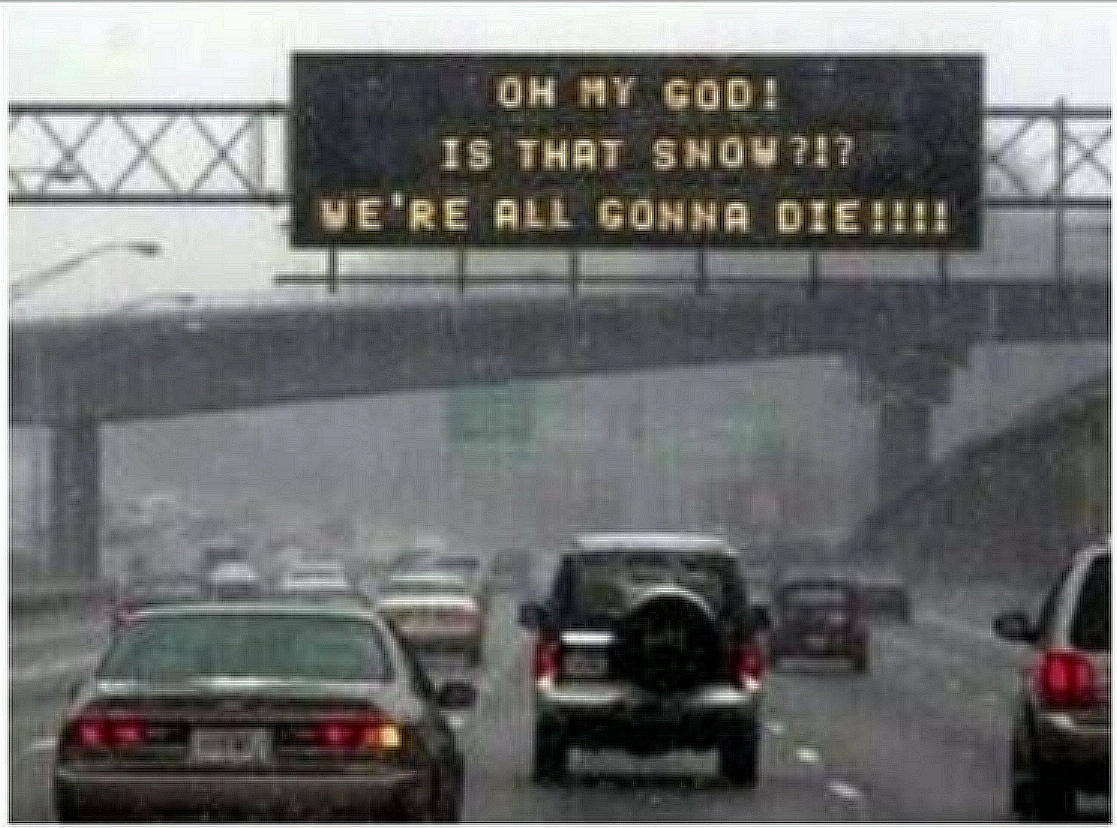 OH MY GOD!
IS THAT SNOW?!?
WE'RE ALL GONNA DIE!!!!